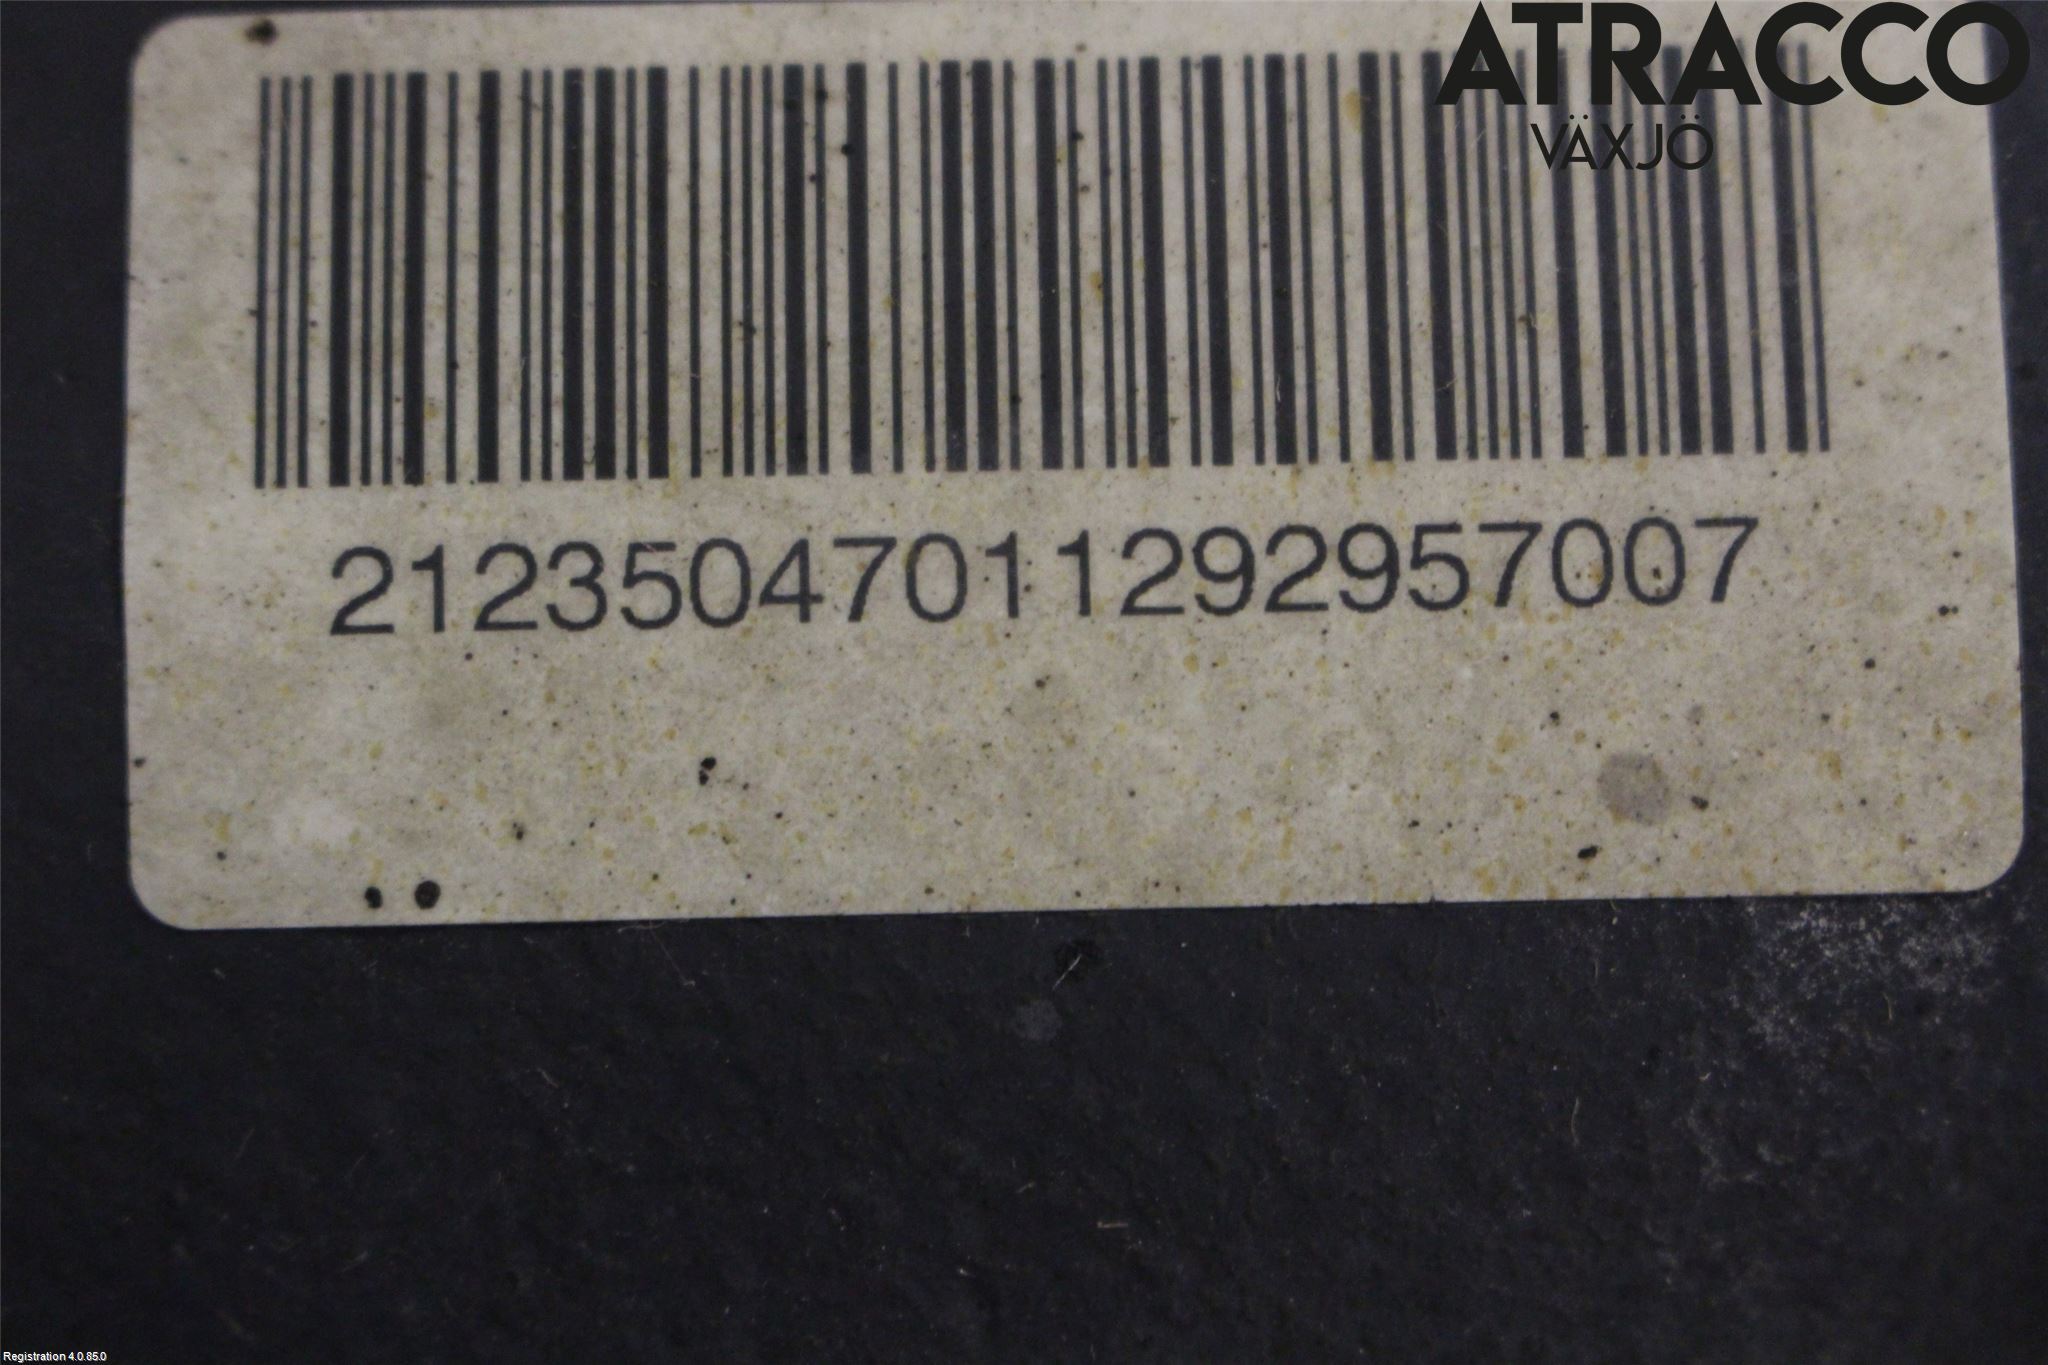 ATRACCO
VÄXJÖ
21235047011292957007
Registration 4.0.85.0